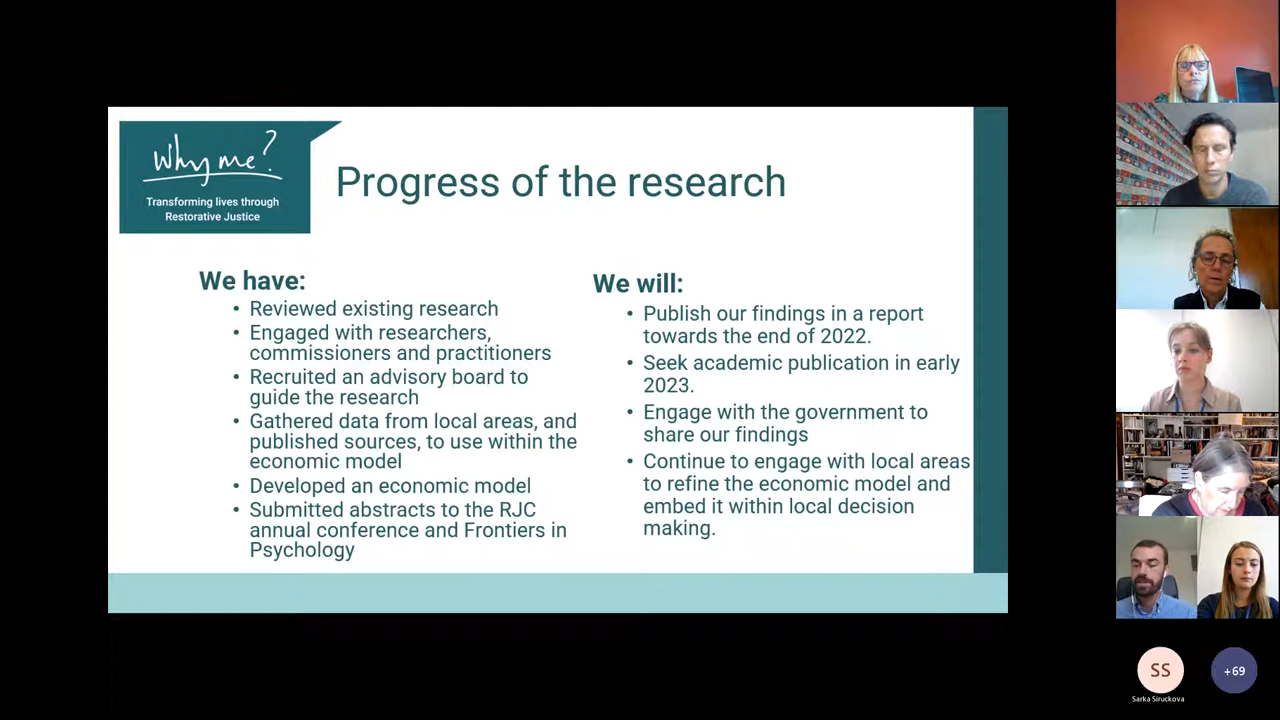 Why me?
Transforming lives through
Restorative Justice
Progress of the research
We have:
• Reviewed existing research
• Engaged with researchers,
commissioners and practitioners
• Recruited an advisory board to
guide the research
• Gathered data from local areas, and
published sources, to use within the
economic model
• Developed an economic model
• Submitted abstracts to the RJC
annual conference and Frontiers in
Psychology
We will:
• Publish our findings in a report
towards the end of 2022.
• Seek academic publication in early
2023.
• Engage with the government to
share our findings
• Continue to engage with local areas
to refine the economic model and
embed it within local decision
making.
SS
+69
Sarka Siruckova